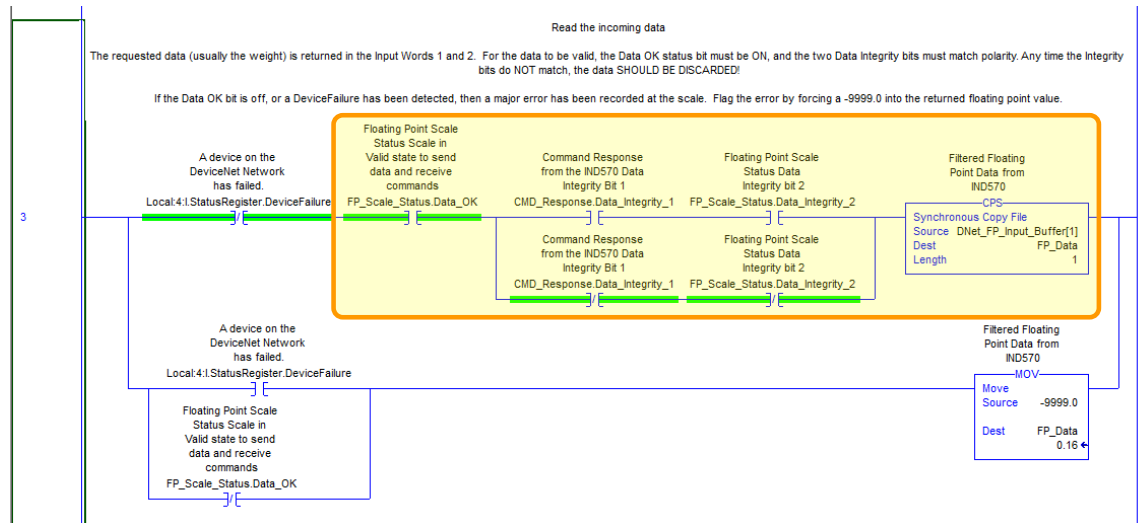 Read the incoming data
The requested data (usually the weight) is returned in the Input Words 1 and 2.  For the data to be valid, the Data OK status bit must be ON, and the two Data Integrity bits must match polarity. Any time the Integrity
bits do NOT match, the data SHOULD BE DISCARDED!
If the Data OK bit is off, or a DeviceFailure has been detected, then a major error has been recorded at the scale.  Flag the error by forcing a -9999.0 into the returned floating point value.
3
A device on the
DeviceNet Network
has failed.
Local:4:I.StatusRegister.DeviceFailure
Floating Point Scale
Status Scale in
Valid state to send
data and receive
commands
FP_Scale_Status.Data_OK
Command Response
from the IND570 Data
Integrity Bit 1
CMD_Response.Data_Integrity_1
Floating Point Scale
Status Data
Integrity bit 2
FP_Scale_Status.Data_Integrity_2
Filtered Floating
Point Data from
IND570
CPS
Synchronous Copy File
Source DNet_FP_Input_Buffer[1]
Dest FP_Data
Length 1
Command Response
from the IND570 Data
Integrity Bit 1
CMD_Response.Data_Integrity_1
Floating Point Scale
Status Data
Integrity bit 2
FP_Scale_Status.Data_Integrity_2
A device on the
DeviceNet Network
has failed.
Local:4:I.StatusRegister.DeviceFailure
Floating Point Scale
Status Scale in
Valid state to send
data and receive
commands
FP_Scale_Status.Data_OK
Filtered Floating
Point Data from
IND570
MOV
Move
Source -9999.0
Dest FP_Data
0.16